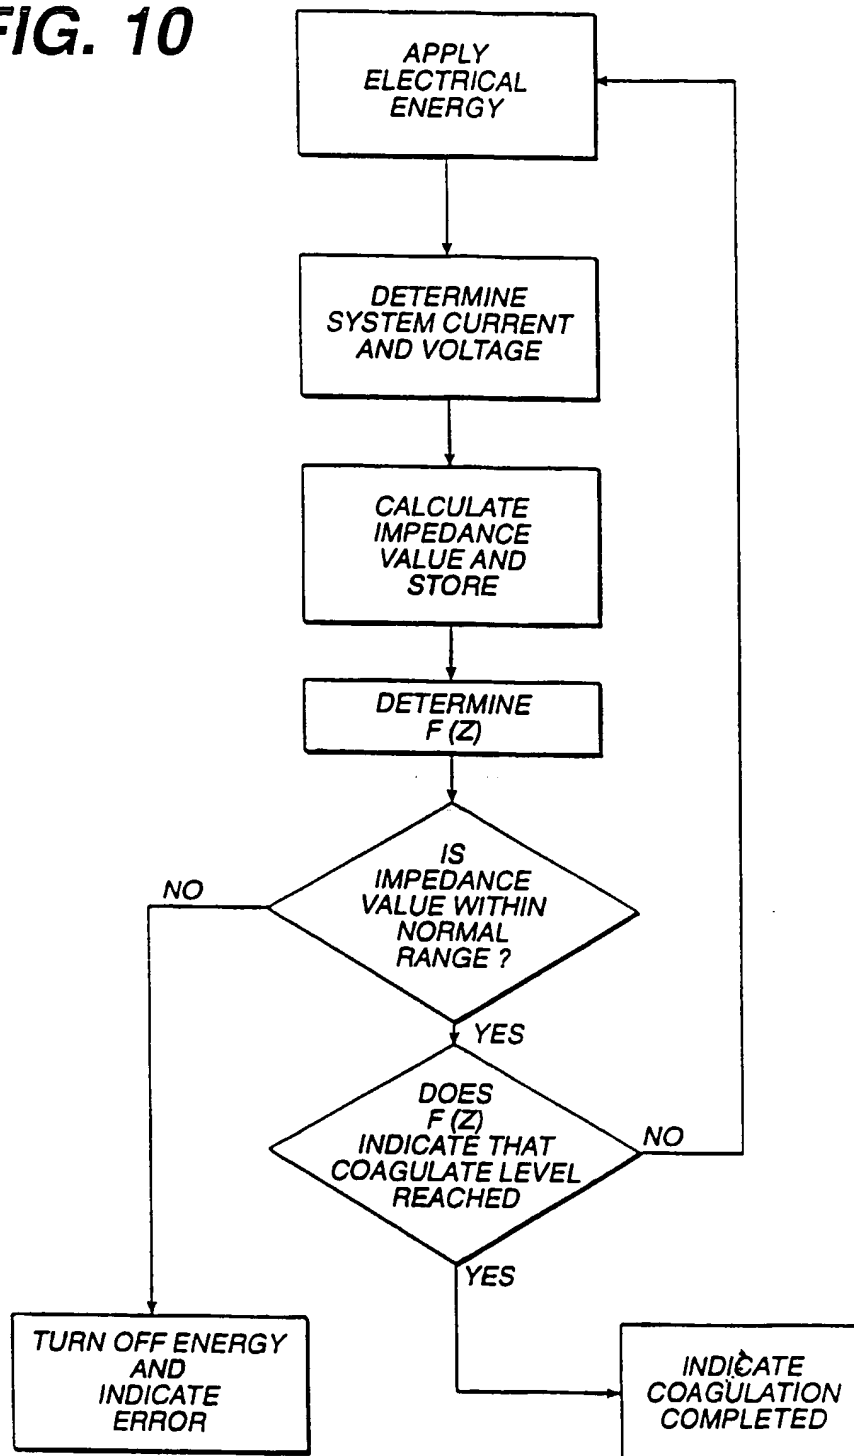 FIG. 10
APPLY
ELECTRICAL
ENERGY
DETERMINE
SYSTEM CURRENT
AND VOLTAGE
CALCULATE
IMPEDANCE
VALUE AND
STORE
DETERMINE
F (Z)
IS
IMPEDANCE
VALUE WITHIN
NORMAL
RANGE ?
NO
YES
DOES
F (Z)
INDICATE THAT
COAGULATE LEVEL
REACHED
NO
YES
TURN OFF ENERGY
AND
INDICATE
ERROR
INDICATE
COAGULATION
COMPLETED